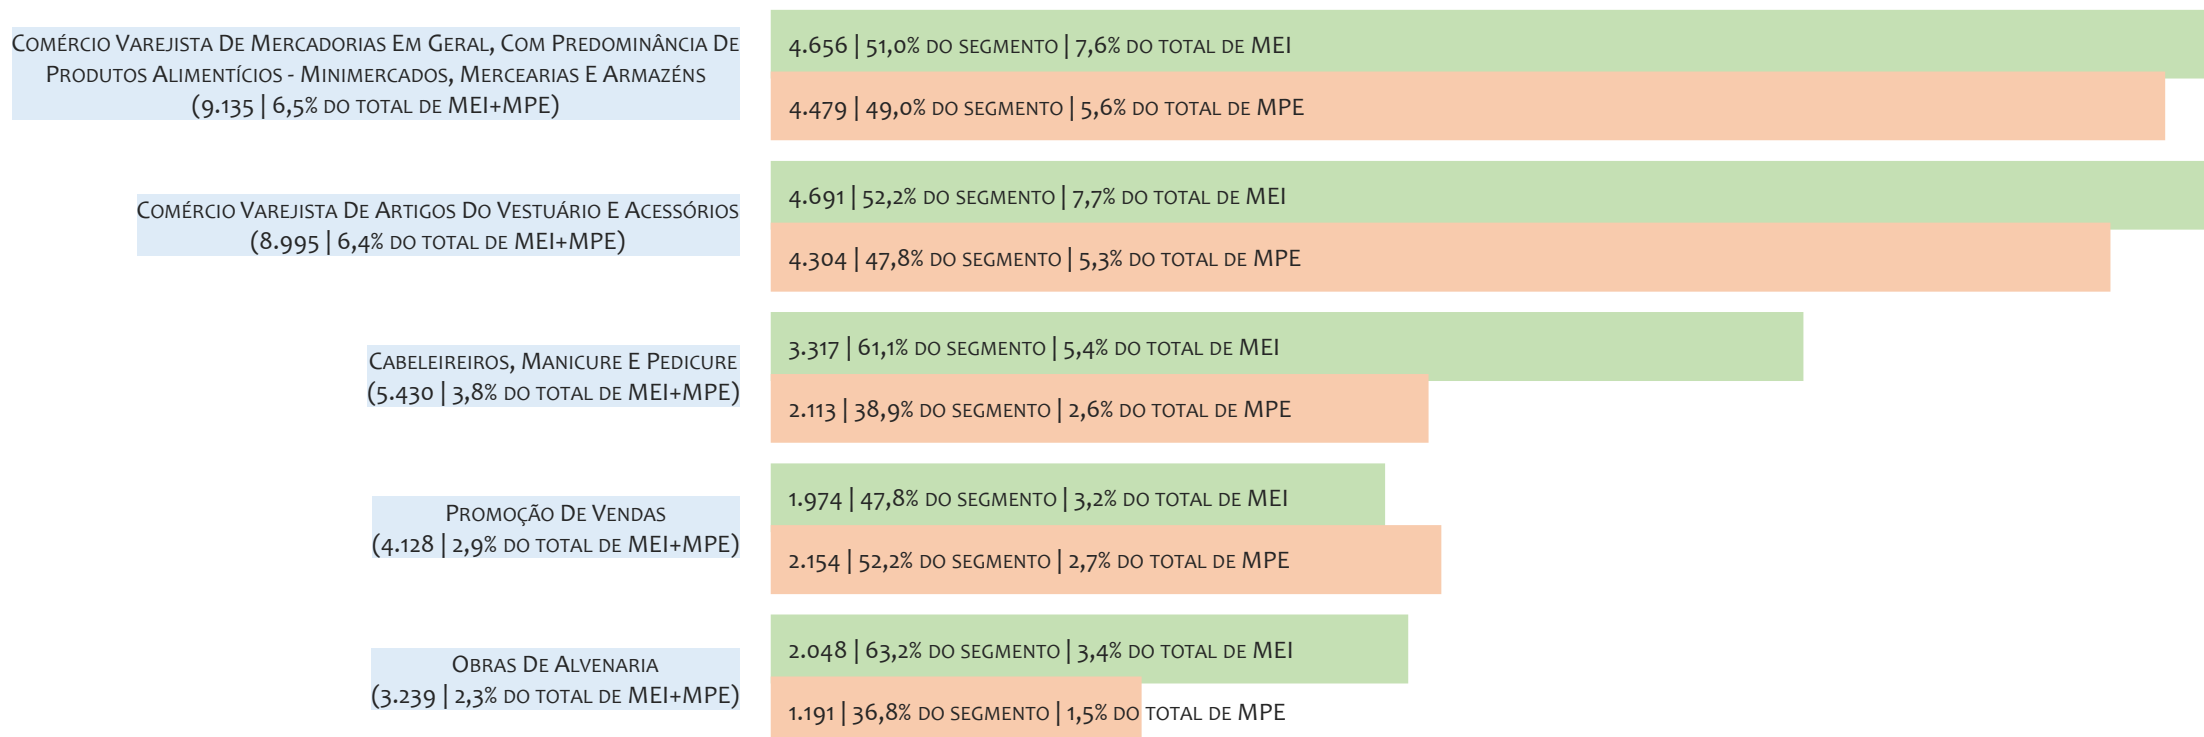 Comércio Varejista De Mercadorias Em Geral, Com Predominância De
Produtos Alimentícios - Minimercados, Mercearias E Armazéns
(9.135 | 6,5% do total de MEI+MPE)
4.656 | 51,0% do segmento | 7,6% do total de MEI
4.479 | 49,0% do segmento | 5,6% do total de MPE
Comércio Varejista De Artigos Do Vestuário E Acessórios
(8.995 | 6,4% do total de MEI+MPE)
4.691 | 52,2% do segmento | 7,7% do total de MEI
4.304 | 47,8% do segmento | 5,3% do total de MPE
Cabeleireiros, Manicure E Pedicure
(5.430 | 3,8% do total de MEI+MPE)
3.317 | 61,1% do segmento | 5,4% do total de MEI
2.113 | 38,9% do segmento | 2,6% do total de MPE
Promoção De Vendas
(4.128 | 2,9% do total de MEI+MPE)
1.974 | 47,8% do segmento | 3,2% do total de MEI
2.154 | 52,2% do segmento | 2,7% do total de MPE
Obras De Alvenaria
(3.239 | 2,3% do total de MEI+MPE)
2.048 | 63,2% do segmento | 3,4% do total de MEI
1.191 | 36,8% do segmento | 1,5% do total de MPE